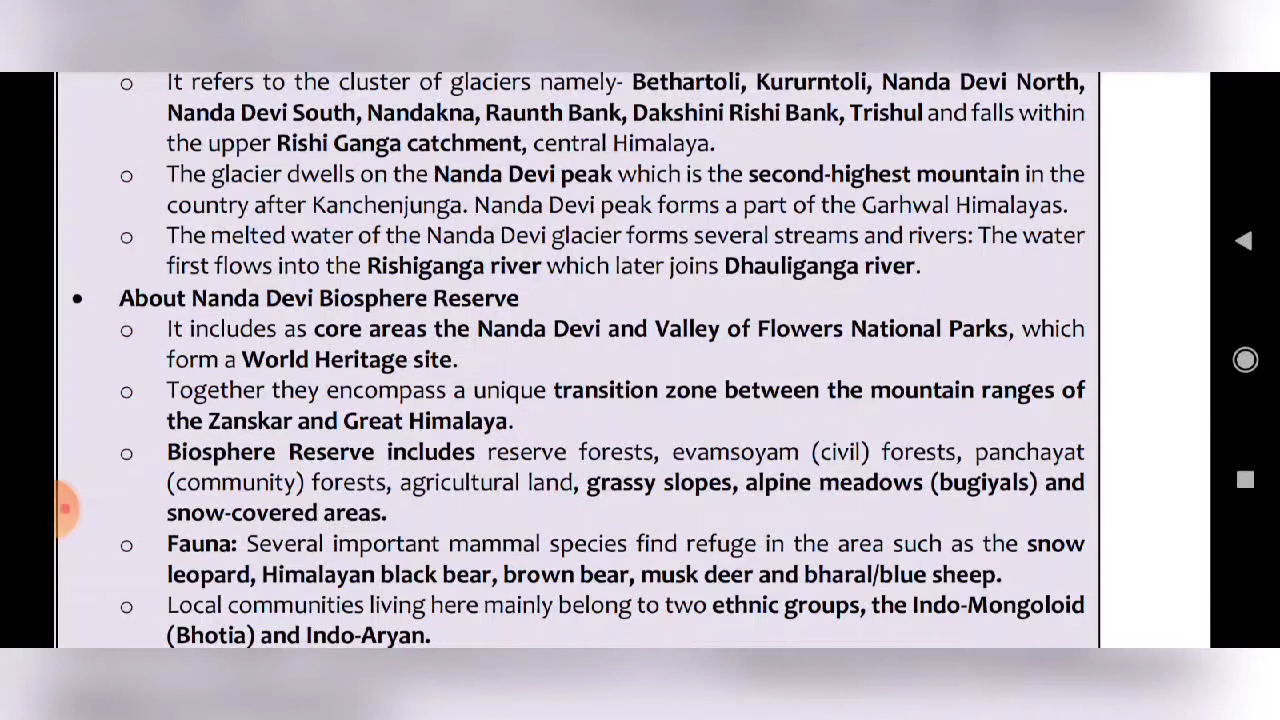 o It refers to the cluster of glaciers namely- Bethartoli, Kururntoli, Nanda Devi North,
Nanda Devi South, Nandakna, Raunth Bank, Dakshini Rishi Bank, Trishul and falls within
the upper Rishi Ganga catchment, central Himalaya.
o The glacier dwells on the Nanda Devi peak which is the second-highest mountain in the
country after Kanchenjunga. Nanda Devi peak forms a part of the Garhwal Himalayas.
o The melted water of the Nanda Devi glacier forms several streams and rivers: The water
first flows into the Rishiganga river which later joins Dhauliganga river.
• About Nanda Devi Biosphere Reserve
o It includes as core areas the Nanda Devi and Valley of Flowers National Parks, which
form a World Heritage site.
o Together they encompass a unique transition zone between the mountain ranges of
the Zanskar and Great Himalaya.
o Biosphere Reserve includes reserve forests, evamsoyam (civil) forests, panchayat
(community) forests, agricultural land, grassy slopes, alpine meadows (bugiyals) and
snow-covered areas.
o Fauna: Several important mammal species find refuge in the area such as the snow
leopard, Himalayan black bear, brown bear, musk deer and bharal/blue sheep.
o Local communities living here mainly belong to two ethnic groups, the Indo-Mongoloid
(Bhotia) and Indo-Aryan.